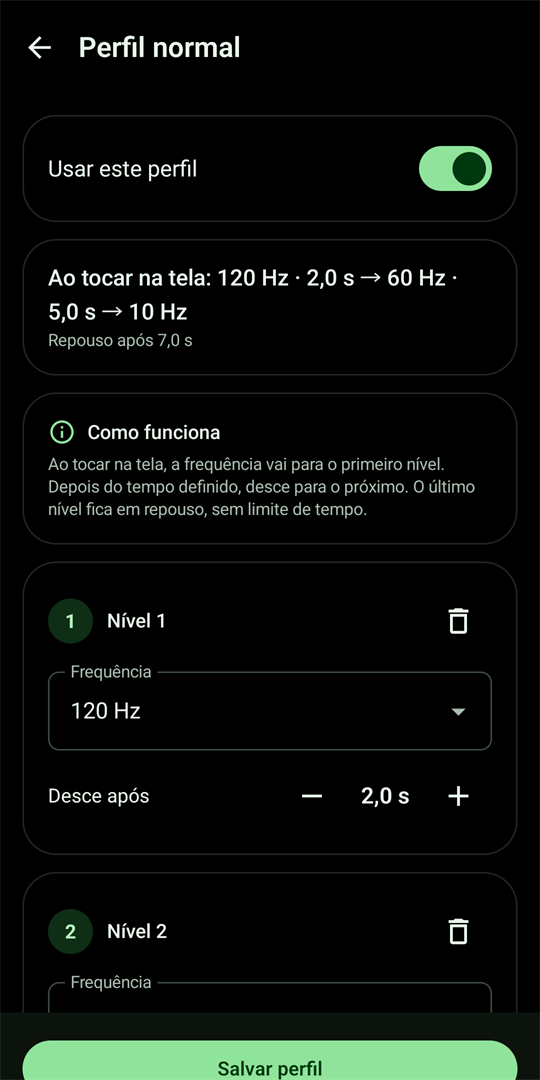 Perfil normal
Usar este perfil
Ao tocar na tela: 120 Hz · 2,0 s → 60 Hz ·
5,0 s → 10 Hz
Repouso após 7,0 s
Como funciona
Ao tocar na tela, a frequência vai para o primeiro nível.
Depois do tempo definido, desce para o próximo. O último
nível fica em repouso, sem limite de tempo.
1 Nível 1
Frequência
120 Hz
Desce após − 2,0 s +
2 Nível 2
Frequência
Salvar perfil